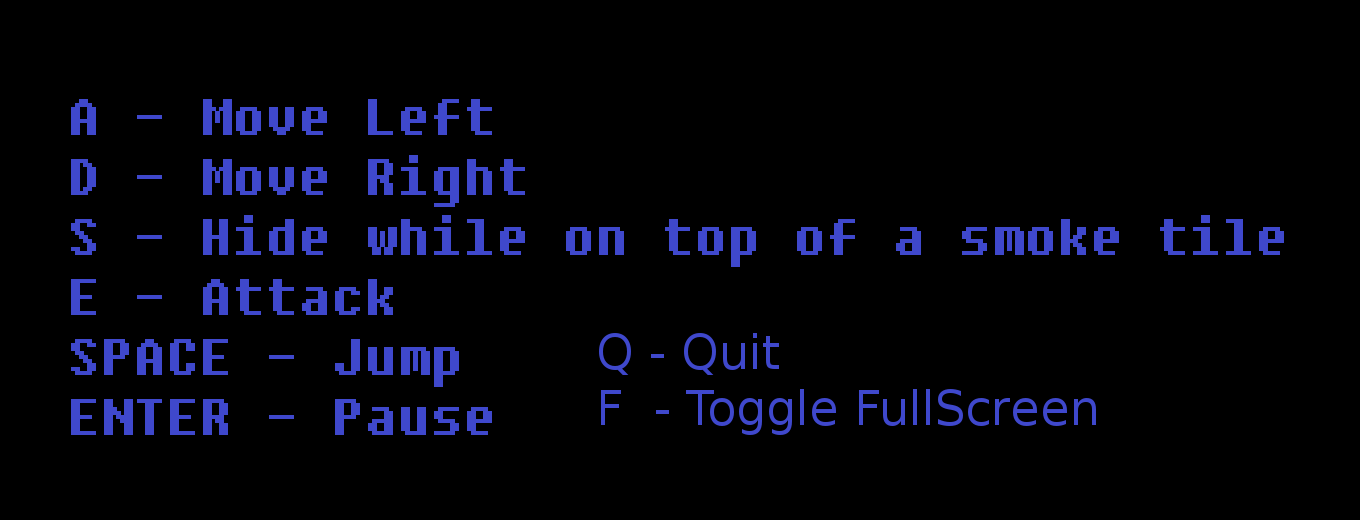 A - Move Left
D - Move Right
S - Hide while on top of a smoke tile
E - Attack
SPACE - Jump
ENTER - Pause
Q - Quit
F - Toggle FullScreen